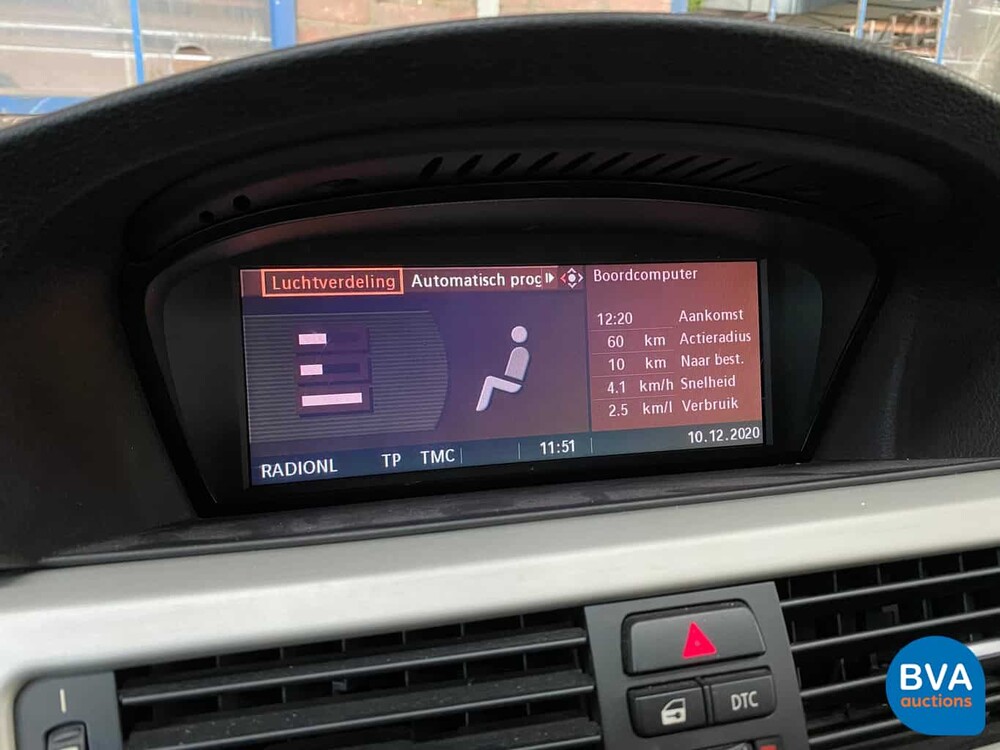 Luchtverdeling Automatisch prog
Boordcomputer
12:20 Aankomst
60 km Actieradius
10 km Naar best.
4.1 km/h Snelheid
2.5 km/l Verbruik
RADIONL TP TMC 11:51 10.12.2020
DTC
BVA
auctions